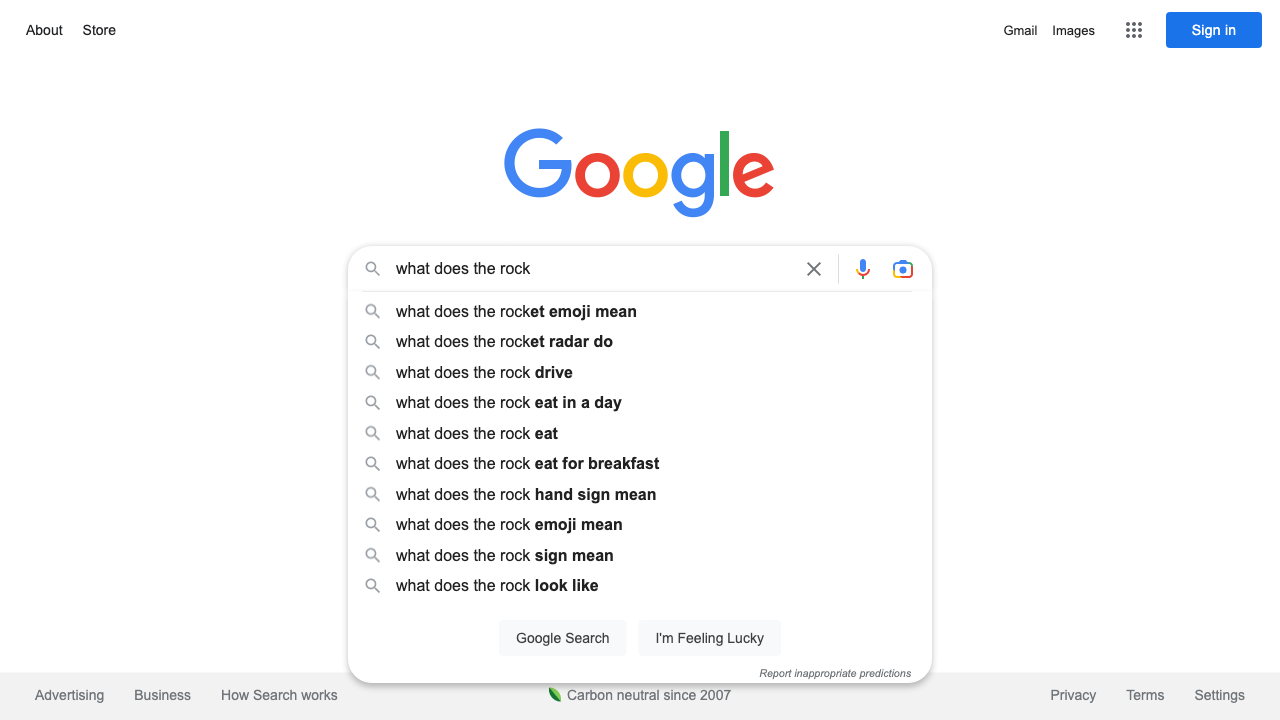 About Store Gmail Images Sign in
Google
what does the rock
what does the rocket emoji mean
what does the rocket radar do
what does the rock drive
what does the rock eat in a day
what does the rock eat
what does the rock eat for breakfast
what does the rock hand sign mean
what does the rock emoji mean
what does the rock sign mean
what does the rock look like
Google Search I'm Feeling Lucky
Report inappropriate predictions
Advertising Business How Search works Carbon neutral since 2007 Privacy Terms Settings